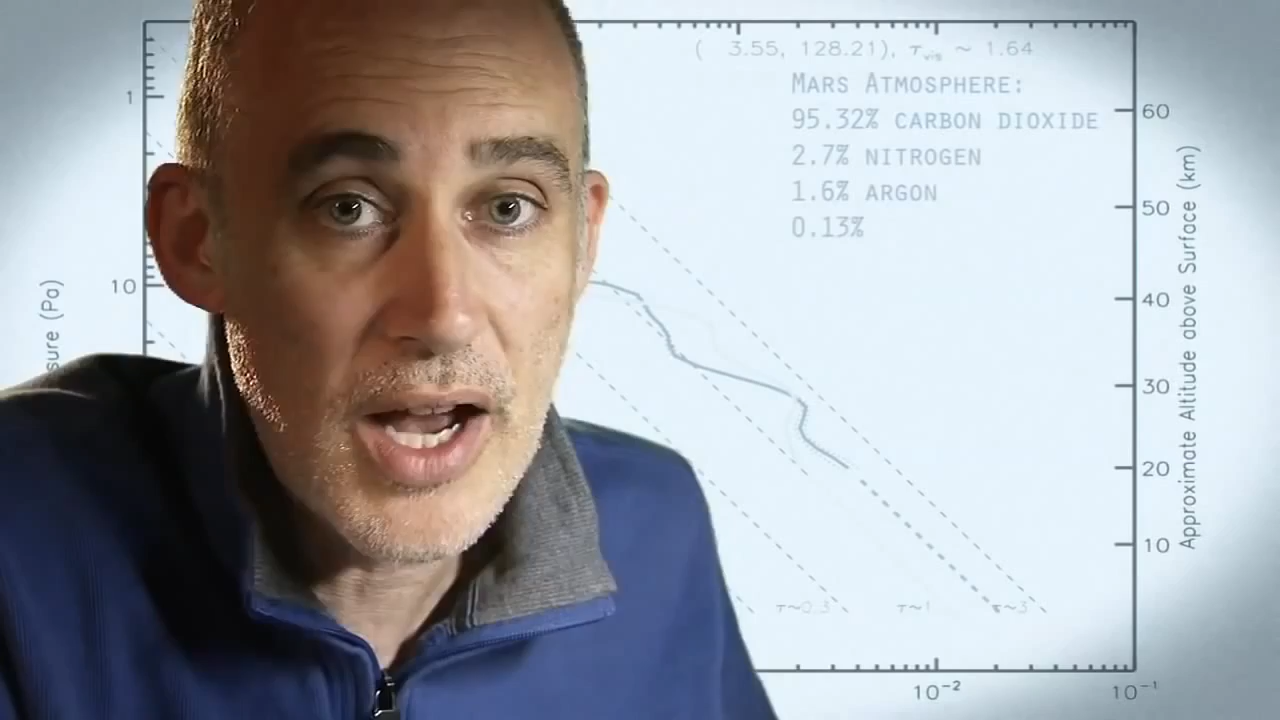 ( 3.55, 128.21), τvis ~ 1.64
MARS ATMOSPHERE:
95.32% CARBON DIOXIDE
2.7% NITROGEN
1.6% ARGON
0.13%
1
10
sure (Pa)
60
50
40
30
20
10
Approximate Altitude above Surface (km)
τ~0.3
τ~1
τ~3
10⁻²
10⁻¹